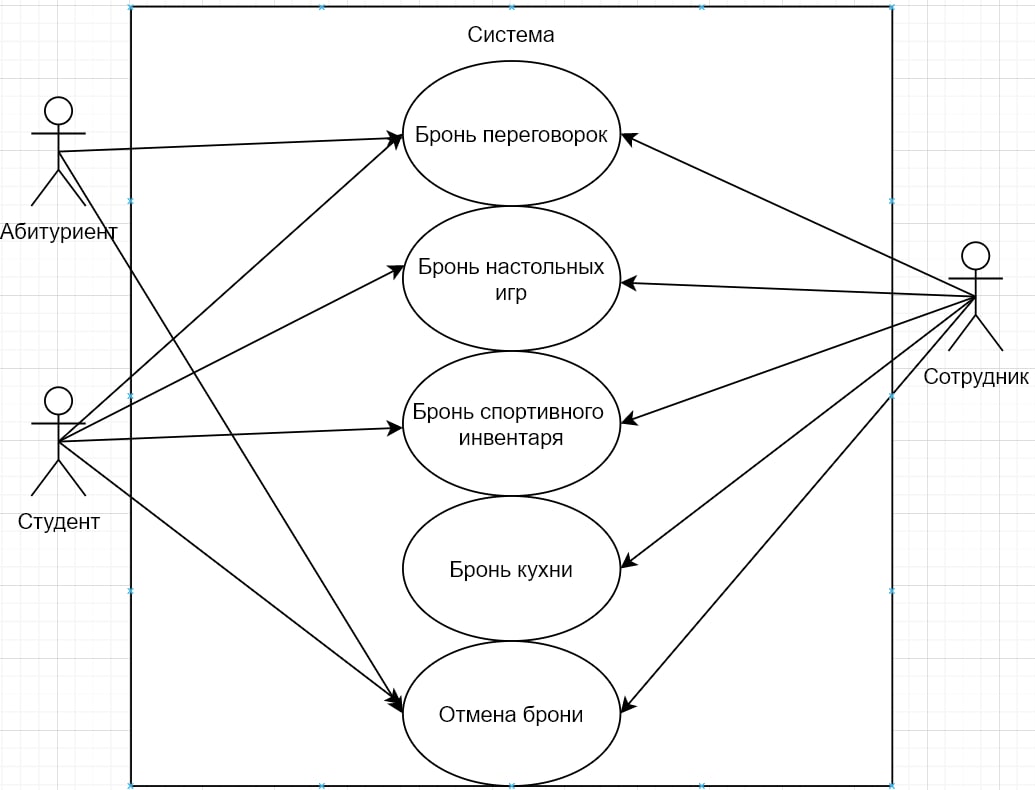 Система
Абитуриент
Бронь переговорок
Бронь настольных
игр
Сотрудник
Бронь спортивного
инвентаря
Студент
Бронь кухни
Отмена брони